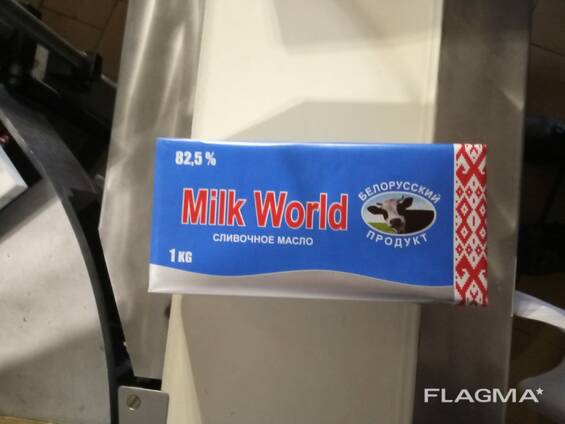 82,5 %
Milk World
СЛИВОЧНОЕ МАСЛО
1 KG
БЕЛОРУССКИЙ
ПРОДУКТ
FLAGMA*